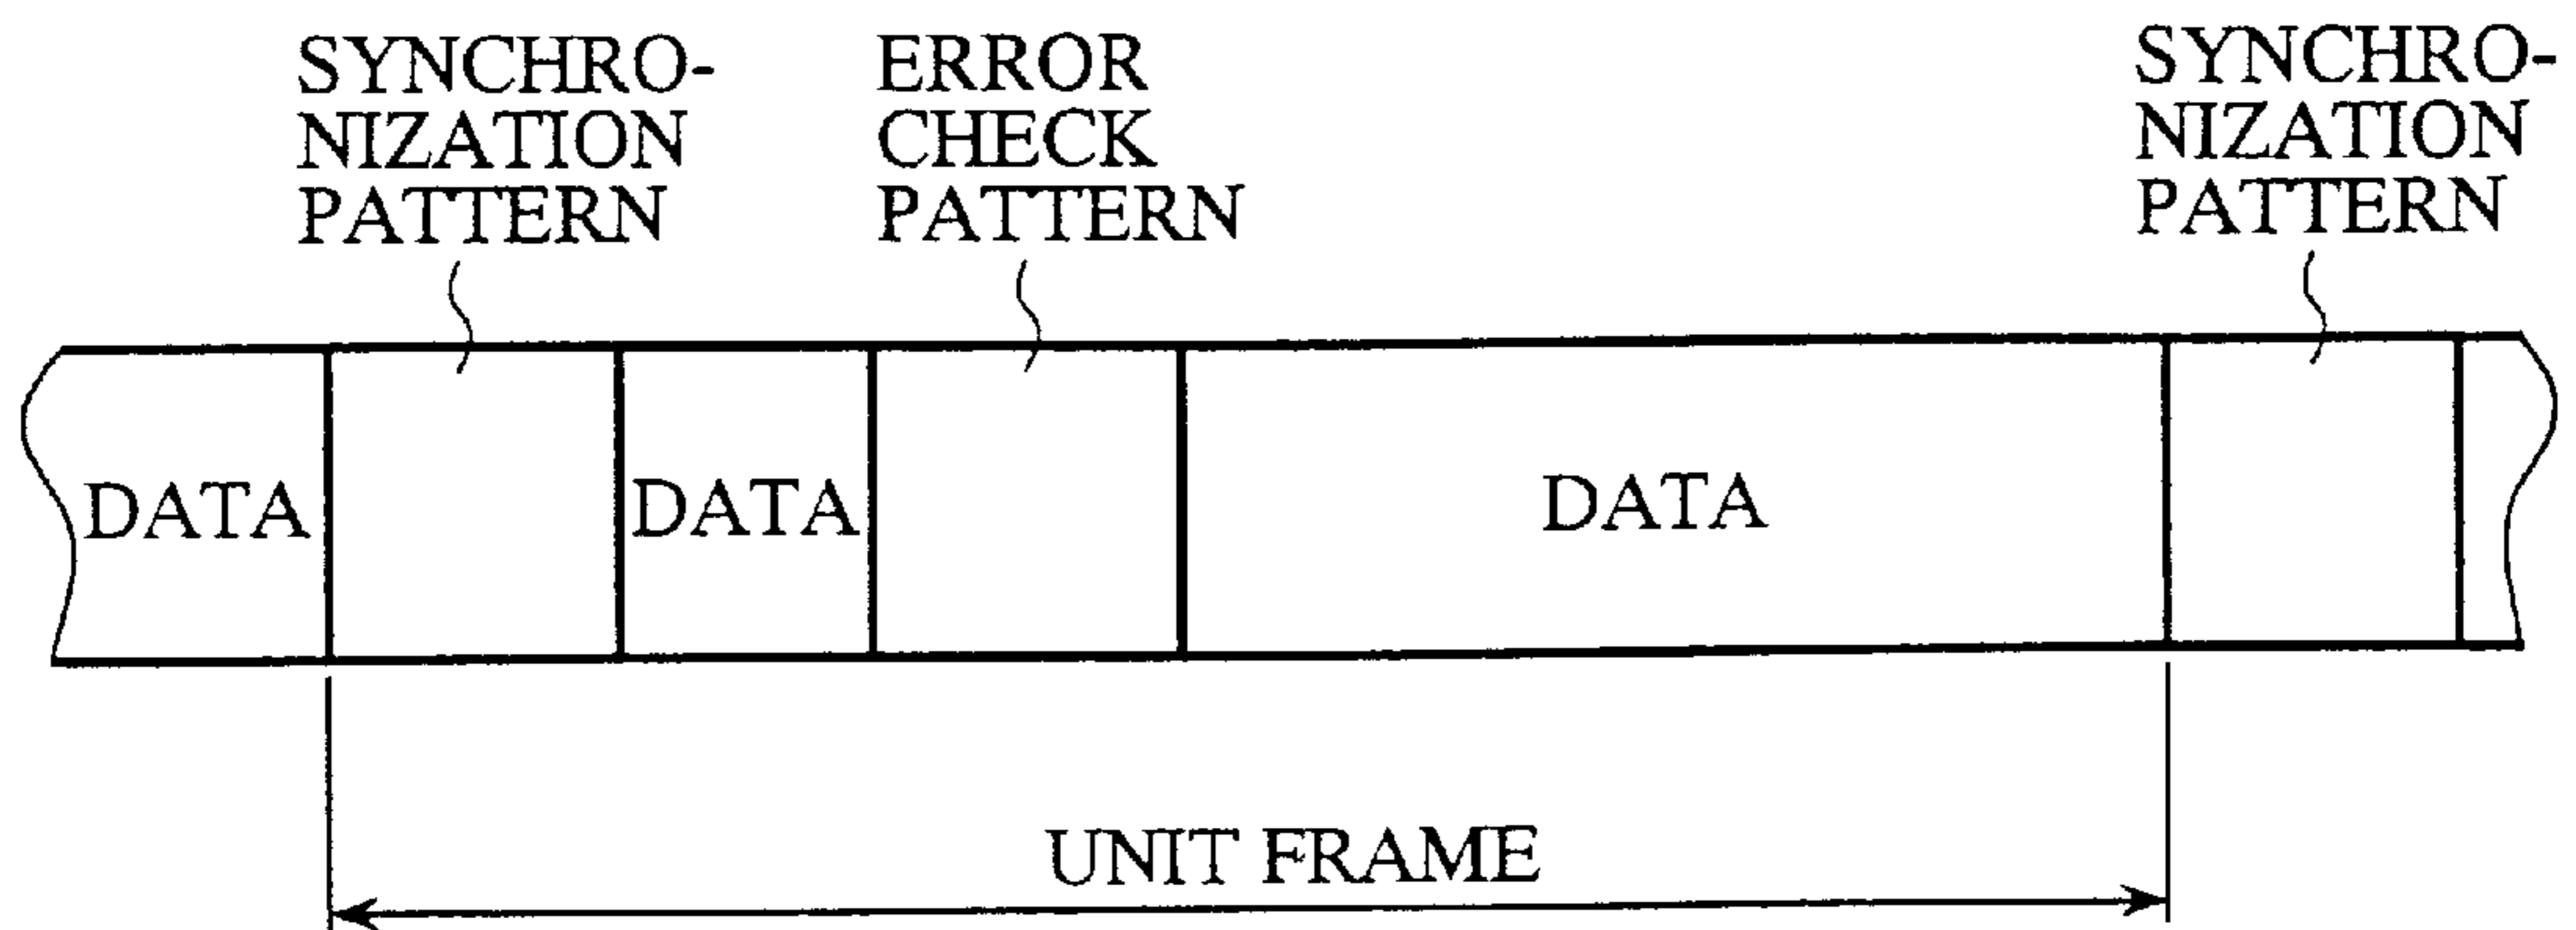 SYNCHRO-
NIZATION
PATTERN
ERROR
CHECK
PATTERN
SYNCHRO-
NIZATION
PATTERN
DATA
DATA
DATA
UNIT FRAME